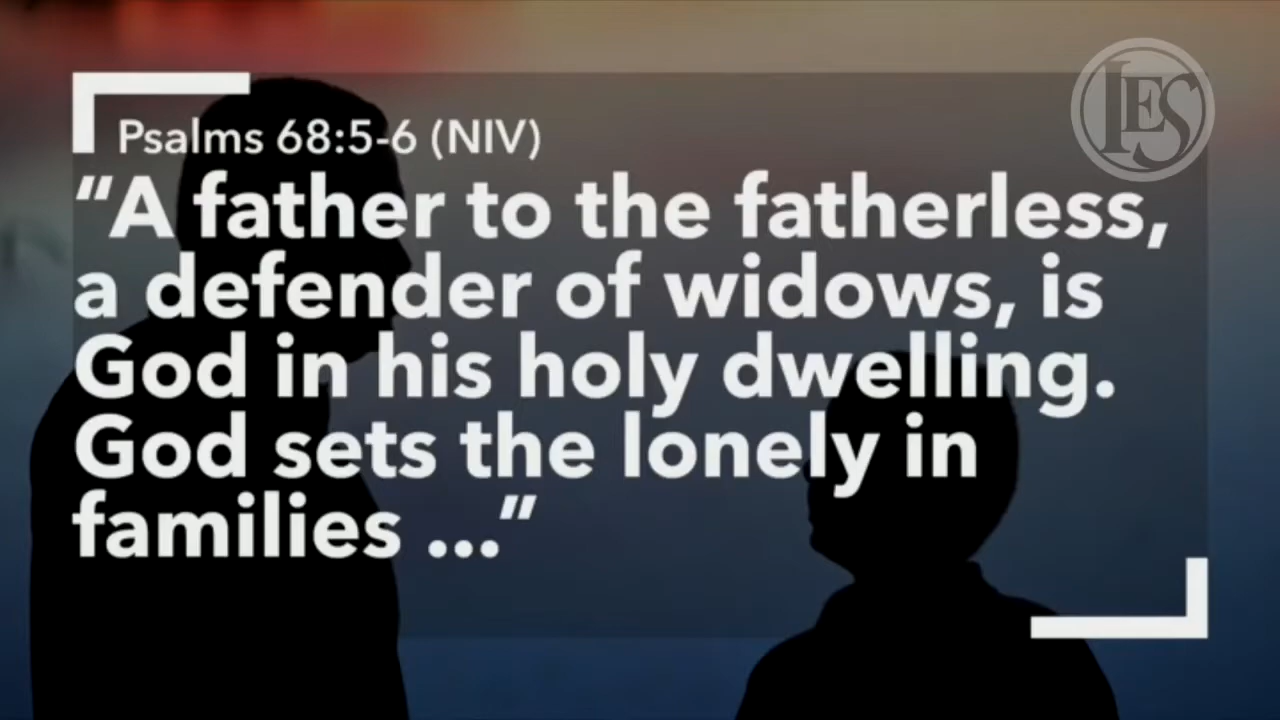 IES
Psalms 68:5-6 (NIV)
“A father to the fatherless,
a defender of widows, is
God in his holy dwelling.
God sets the lonely in
families ...”